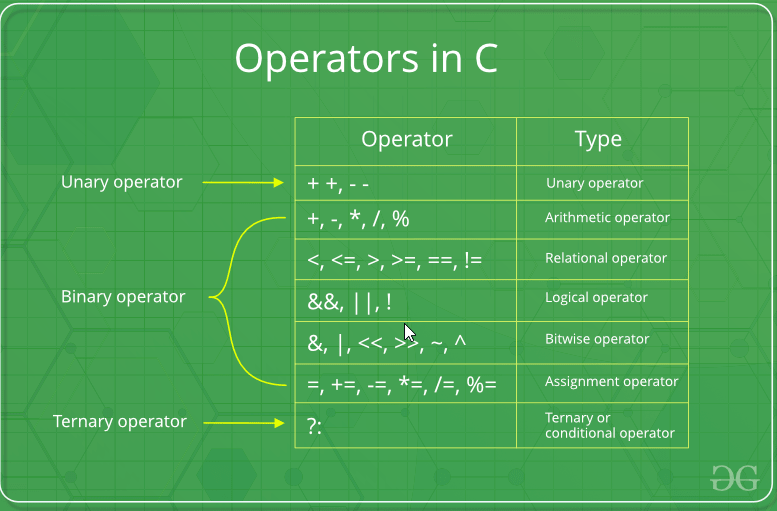 Operators in C
Operator Type
Unary operator + +, - - Unary operator
+, -, *, /, % Arithmetic operator
<, <=, >, >=, ==, != Relational operator
Binary operator &&, ||, ! Logical operator
&, |, <<, >>, ~, ^ Bitwise operator
=, +=, -=, *=, /=, %= Assignment operator
Ternary operator ?: Ternary or
conditional operator
GG